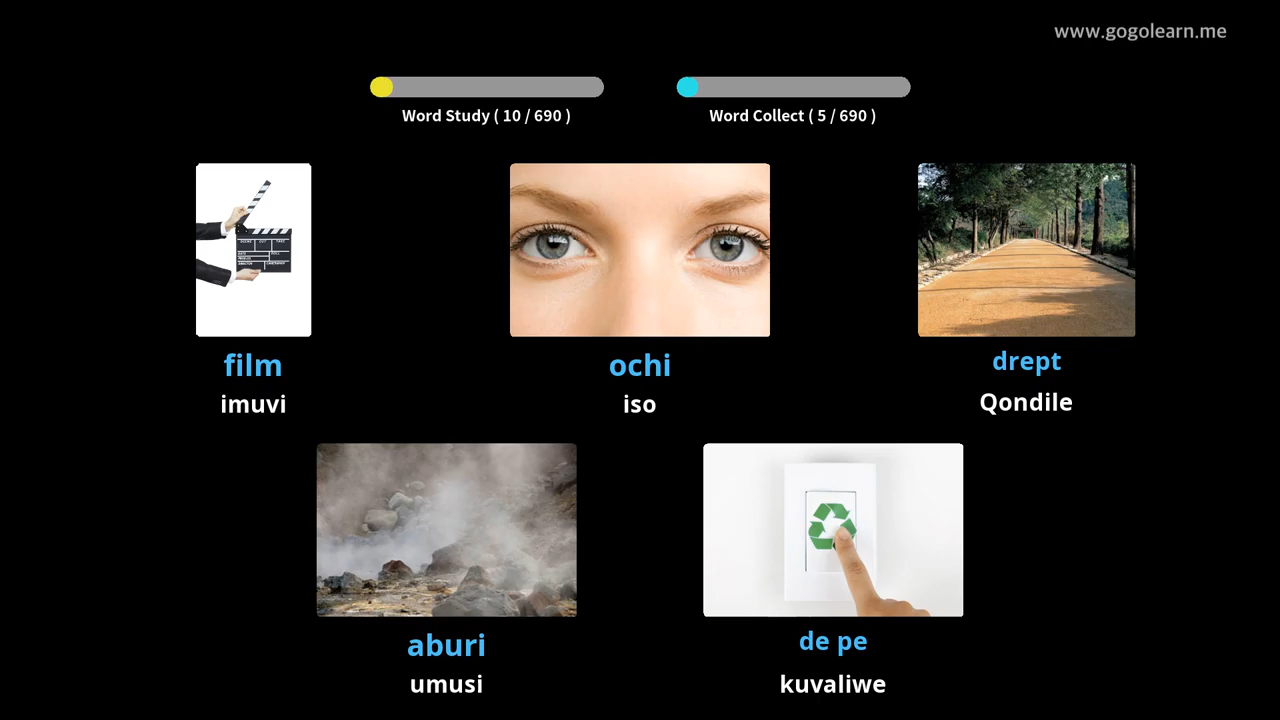 www.gogolearn.me
Word Study ( 10 / 690 )
Word Collect ( 5 / 690 )
film
imuvi
ochi
iso
drept
Qondile
aburi
umusi
de pe
kuvaliwe